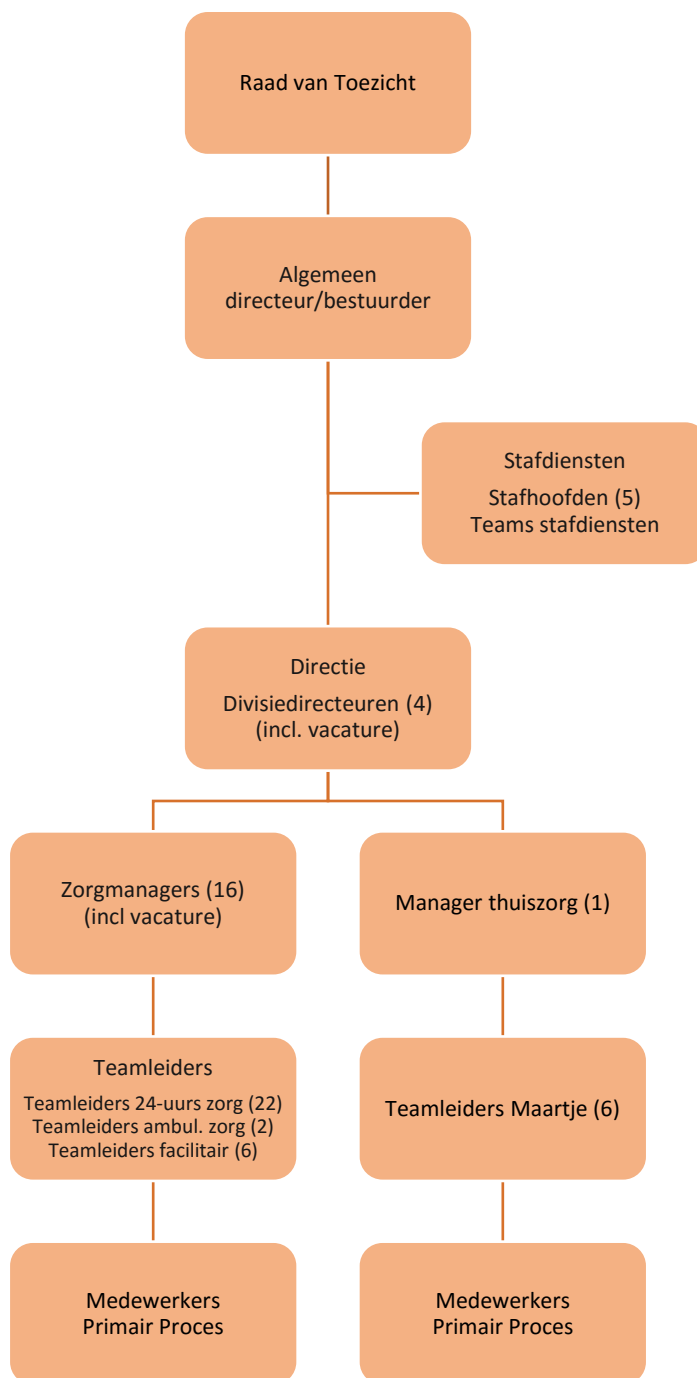 Raad van Toezicht
Algemeen
directeur/bestuurder
Stafdiensten
Stafhoofden (5)
Teams stafdiensten
Directie
Divisiedirecteuren (4)
(incl. vacature)
Zorgmanagers (16)
(incl vacature)
Manager thuiszorg (1)
Teamleiders
Teamleiders 24-uurs zorg (22)
Teamleiders ambul. zorg (2)
Teamleiders facilitair (6)
Teamleiders Maartje (6)
Medewerkers
Primair Proces
Medewerkers
Primair Proces